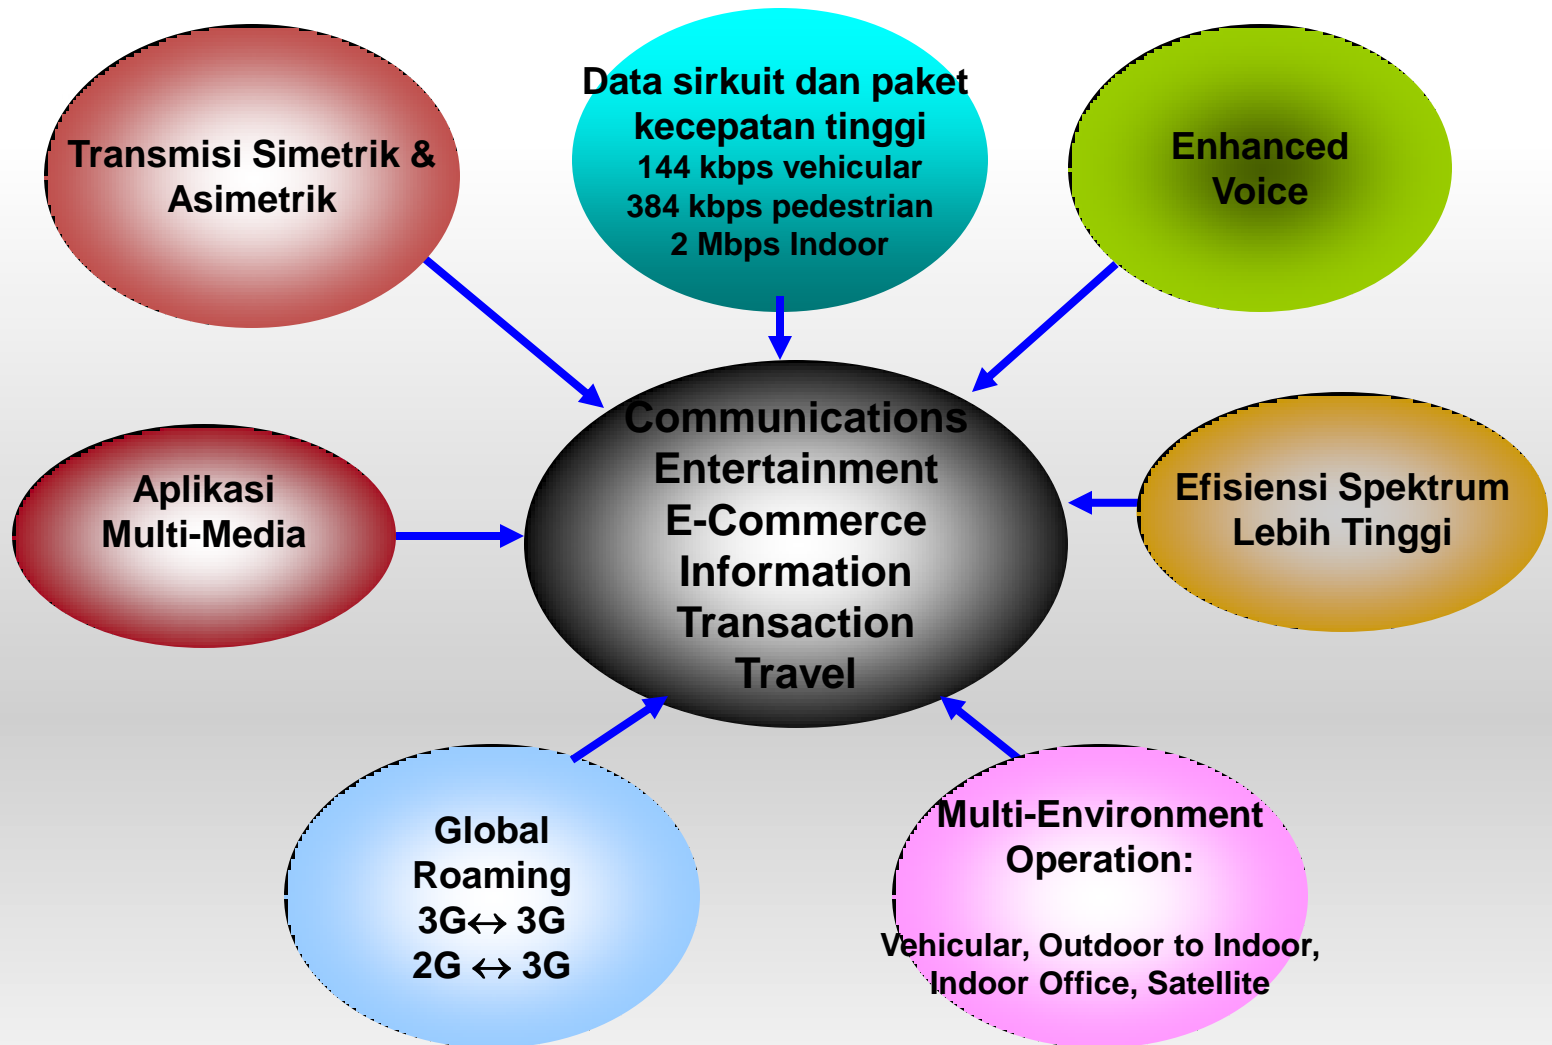 Transmisi Simetrik &
Asimetrik
Data sirkuit dan paket
kecepatan tinggi
144 kbps vehicular
384 kbps pedestrian
2 Mbps Indoor
Enhanced
Voice
Aplikasi
Multi-Media
Communications
Entertainment
E-Commerce
Information
Transaction
Travel
Efisiensi Spektrum
Lebih Tinggi
Global
Roaming
3G↔ 3G
2G ↔ 3G
Multi-Environment
Operation:
Vehicular, Outdoor to Indoor,
Indoor Office, Satellite